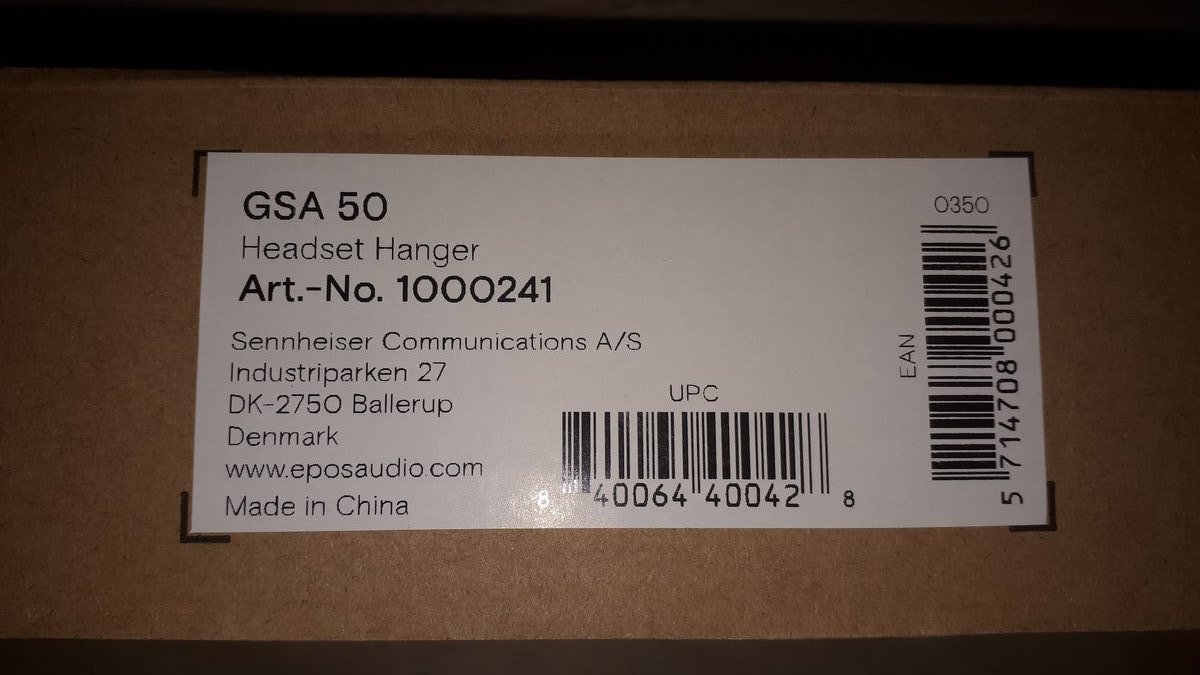 GSA 50
Headset Hanger
Art.-No. 1000241
Sennheiser Communications A/S
Industriparken 27
DK-2750 Ballerup
Denmark
www.eposaudio.com
Made in China
UPC
8 40064 40042 8
0350
EAN
5 714708 000426